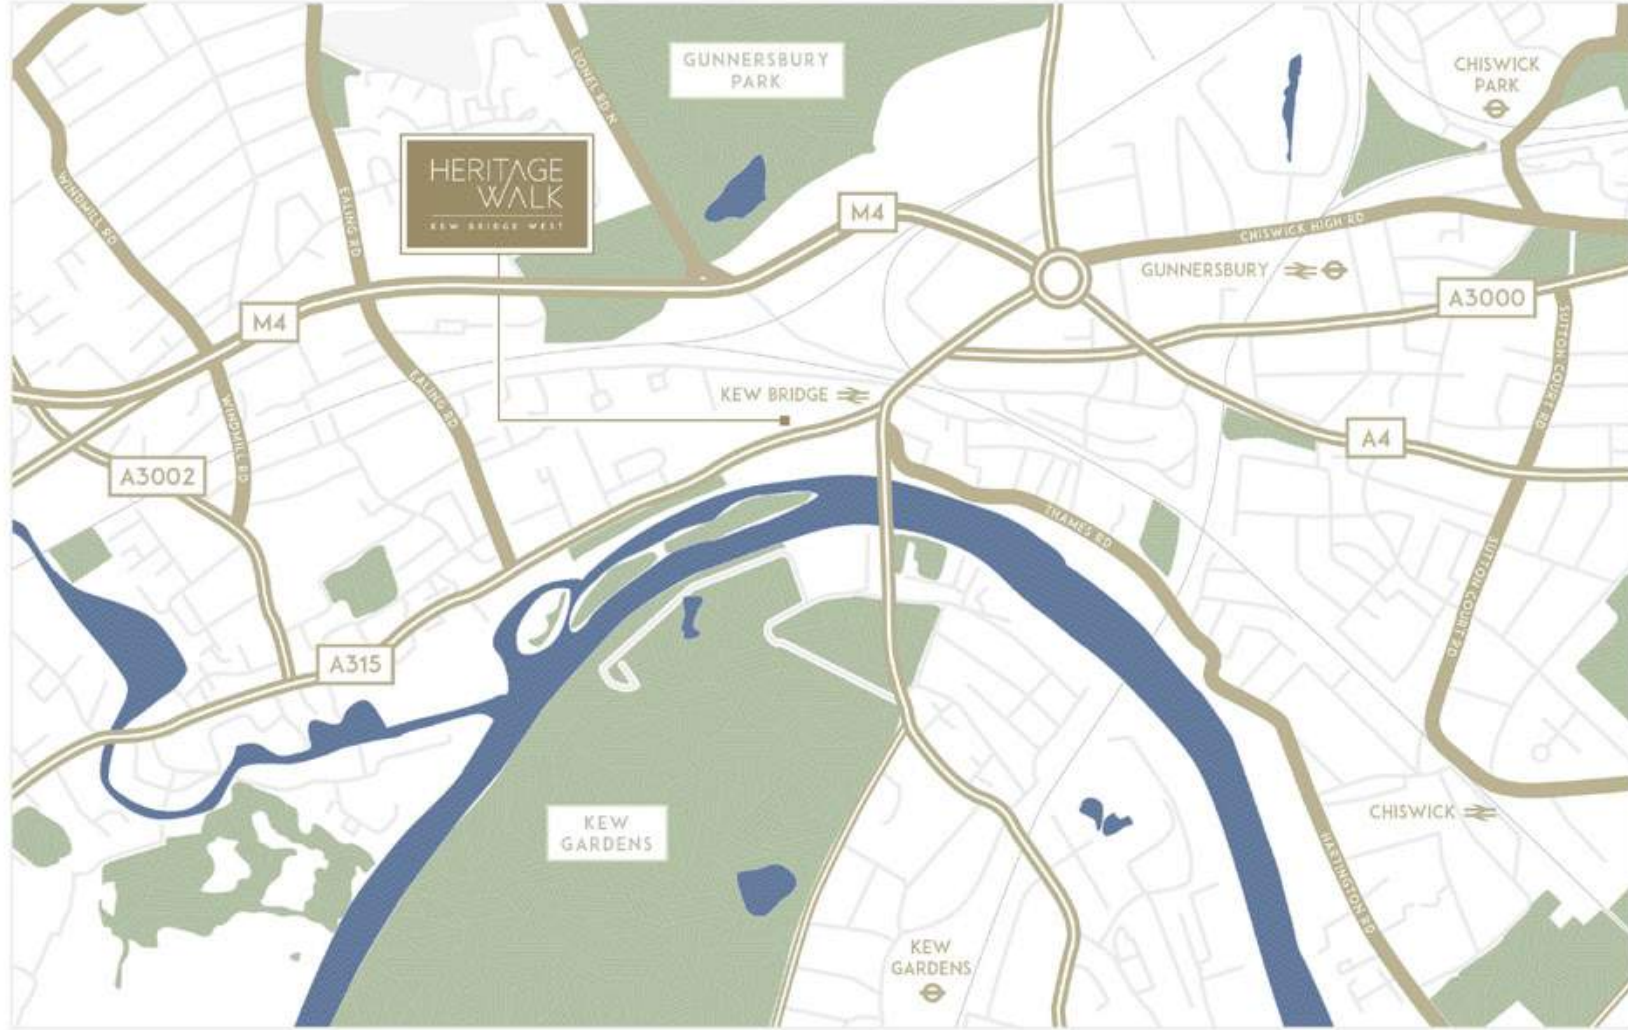 GUNNERSBURY
PARK
CHISWICK
PARK
LIONEL RD N
HERITAGE
WALK
KEW BRIDGE WEST
WINDMILL RD
EALING RD
M4
CHISWICK HIGH RD
GUNNERSBURY
A3000
M4
SUTTON COURT RD
EALING RD
KEW BRIDGE
WINDMILL RD
A4
A3002
THAMES RD
SUTTON COURT RD
A315
CHISWICK
KEW
GARDENS
HARTINGTON RD
KEW
GARDENS